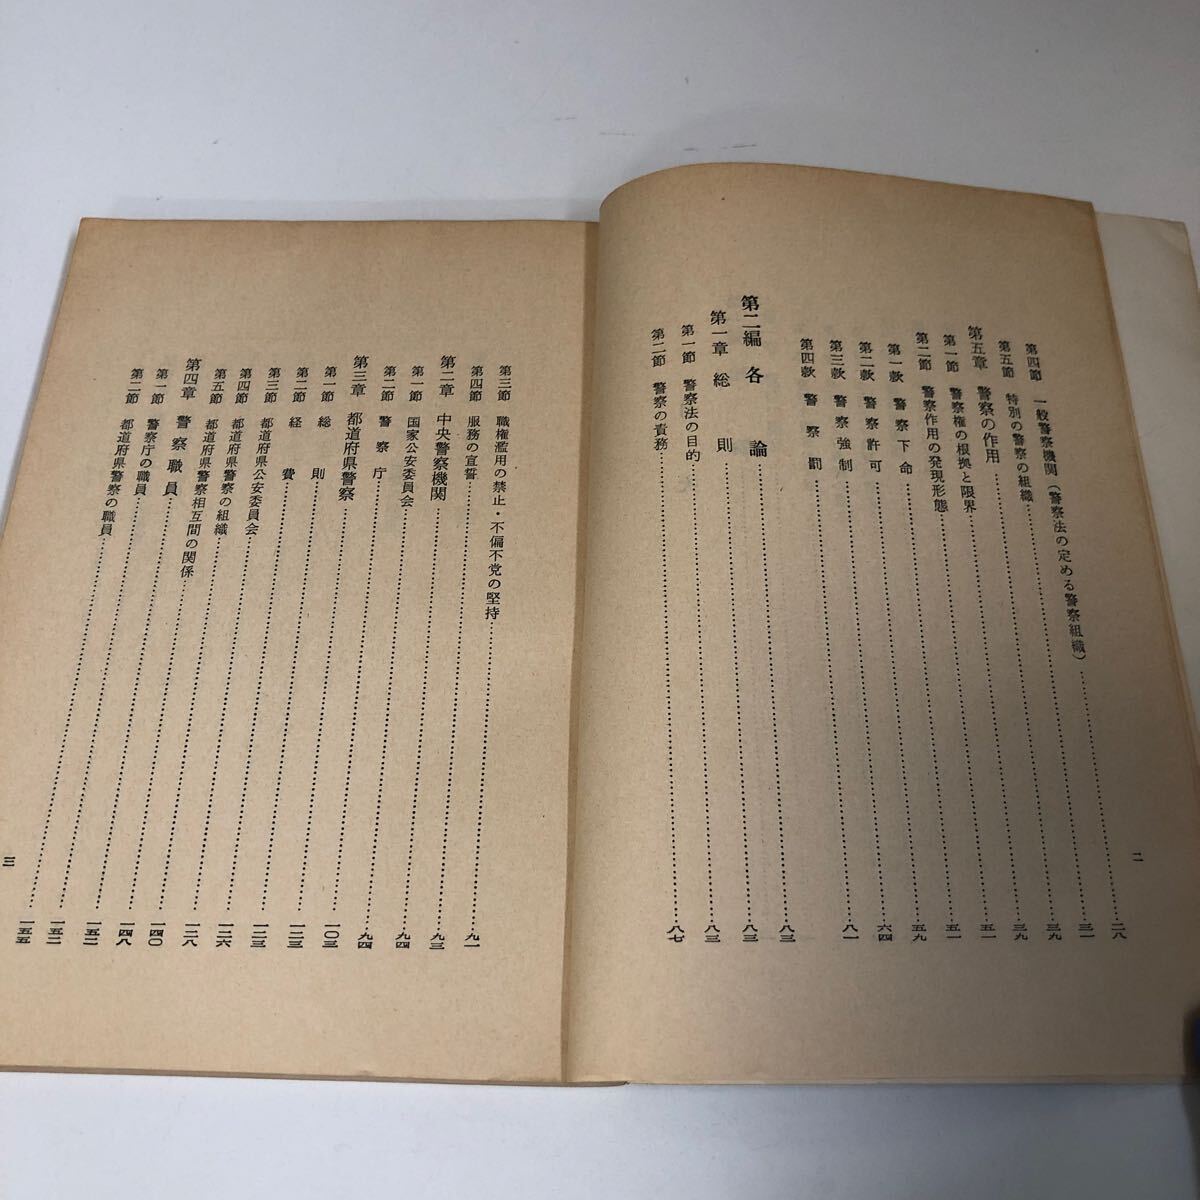 二
第四節 一般警察機関（警察法の定める警察組織）……二八
第五節 特別の警察の組織……三一
第五章 警察の作用……三九
第一節 警察権の根拠と限界……三九
第二節 警察作用の発現形態……五一
第一款 警察下命……五一
第二款 警察許可……五九
第三款 警察強制……六四
第四款 警察罰……八一
第二編 各論……八三
第一章 総則……八三
第一節 警察法の目的……八三
第二節 警察の責務……八七
第三節 職権濫用の禁止・不偏不党の堅持……九一
第四節 服務の宣誓……九三
第二章 中央警察機関……九四
第一節 国家公安委員会……九四
第二節 警察庁……一〇三
第三章 都道府県警察……一二三
第一節 総則……一二三
第二節 経費……一二六
第三節 都道府県公安委員会……一二八
第四節 都道府県警察の組織……一四〇
第五節 都道府県警察相互間の関係……一四八
第四章 警察職員……一五二
第一節 警察庁の職員……一五二
第二節 都道府県警察の職員……一五五
三